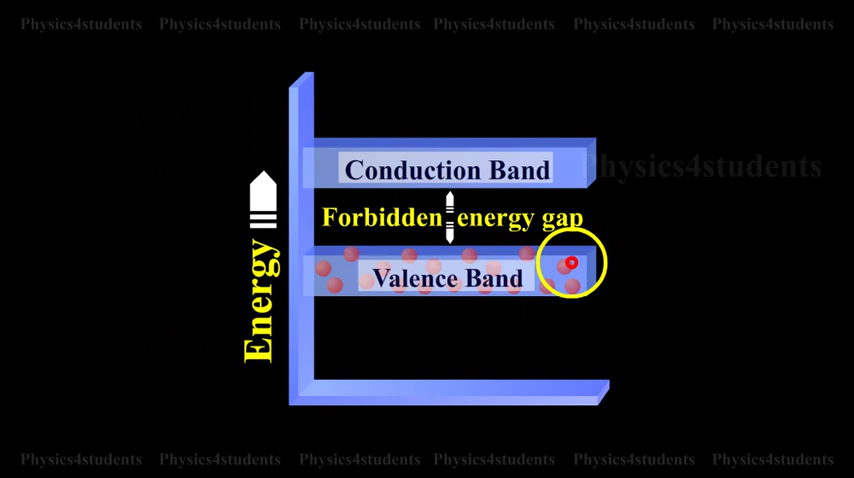 Physics4students Physics4students Physics4students Physics4students Physics4students Physics4students
Physics4students
Conduction Band
Forbidden energy gap
Valence Band
Energy
Physics4students Physics4students Physics4students Physics4students Physics4students Physics4students